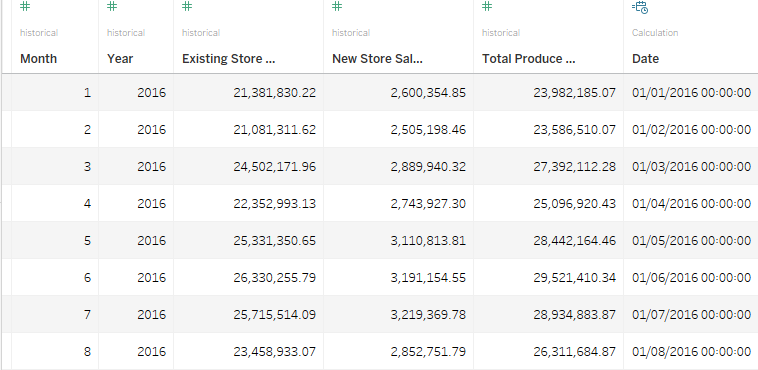 # # # # #
historical historical historical historical historical Calculation
Month Year Existing Store ... New Store Sal... Total Produce ... Date
1 2016 21,381,830.22 2,600,354.85 23,982,185.07 01/01/2016 00:00:00
2 2016 21,081,311.62 2,505,198.46 23,586,510.07 01/02/2016 00:00:00
3 2016 24,502,171.96 2,889,940.32 27,392,112.28 01/03/2016 00:00:00
4 2016 22,352,993.13 2,743,927.30 25,096,920.43 01/04/2016 00:00:00
5 2016 25,331,350.65 3,110,813.81 28,442,164.46 01/05/2016 00:00:00
6 2016 26,330,255.79 3,191,154.55 29,521,410.34 01/06/2016 00:00:00
7 2016 25,715,514.09 3,219,369.78 28,934,883.87 01/07/2016 00:00:00
8 2016 23,458,933.07 2,852,751.79 26,311,684.87 01/08/2016 00:00:00